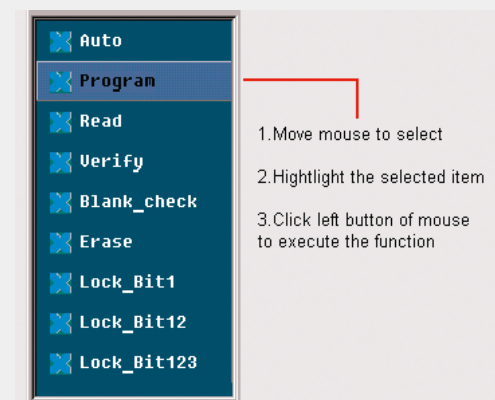 Auto
Program
Read
Verify
Blank_check
Erase
Lock_Bit1
Lock_Bit12
Lock_Bit123
1.Move mouse to select
2.Hightlight the selected item
3.Click left button of mouse
to execute the function